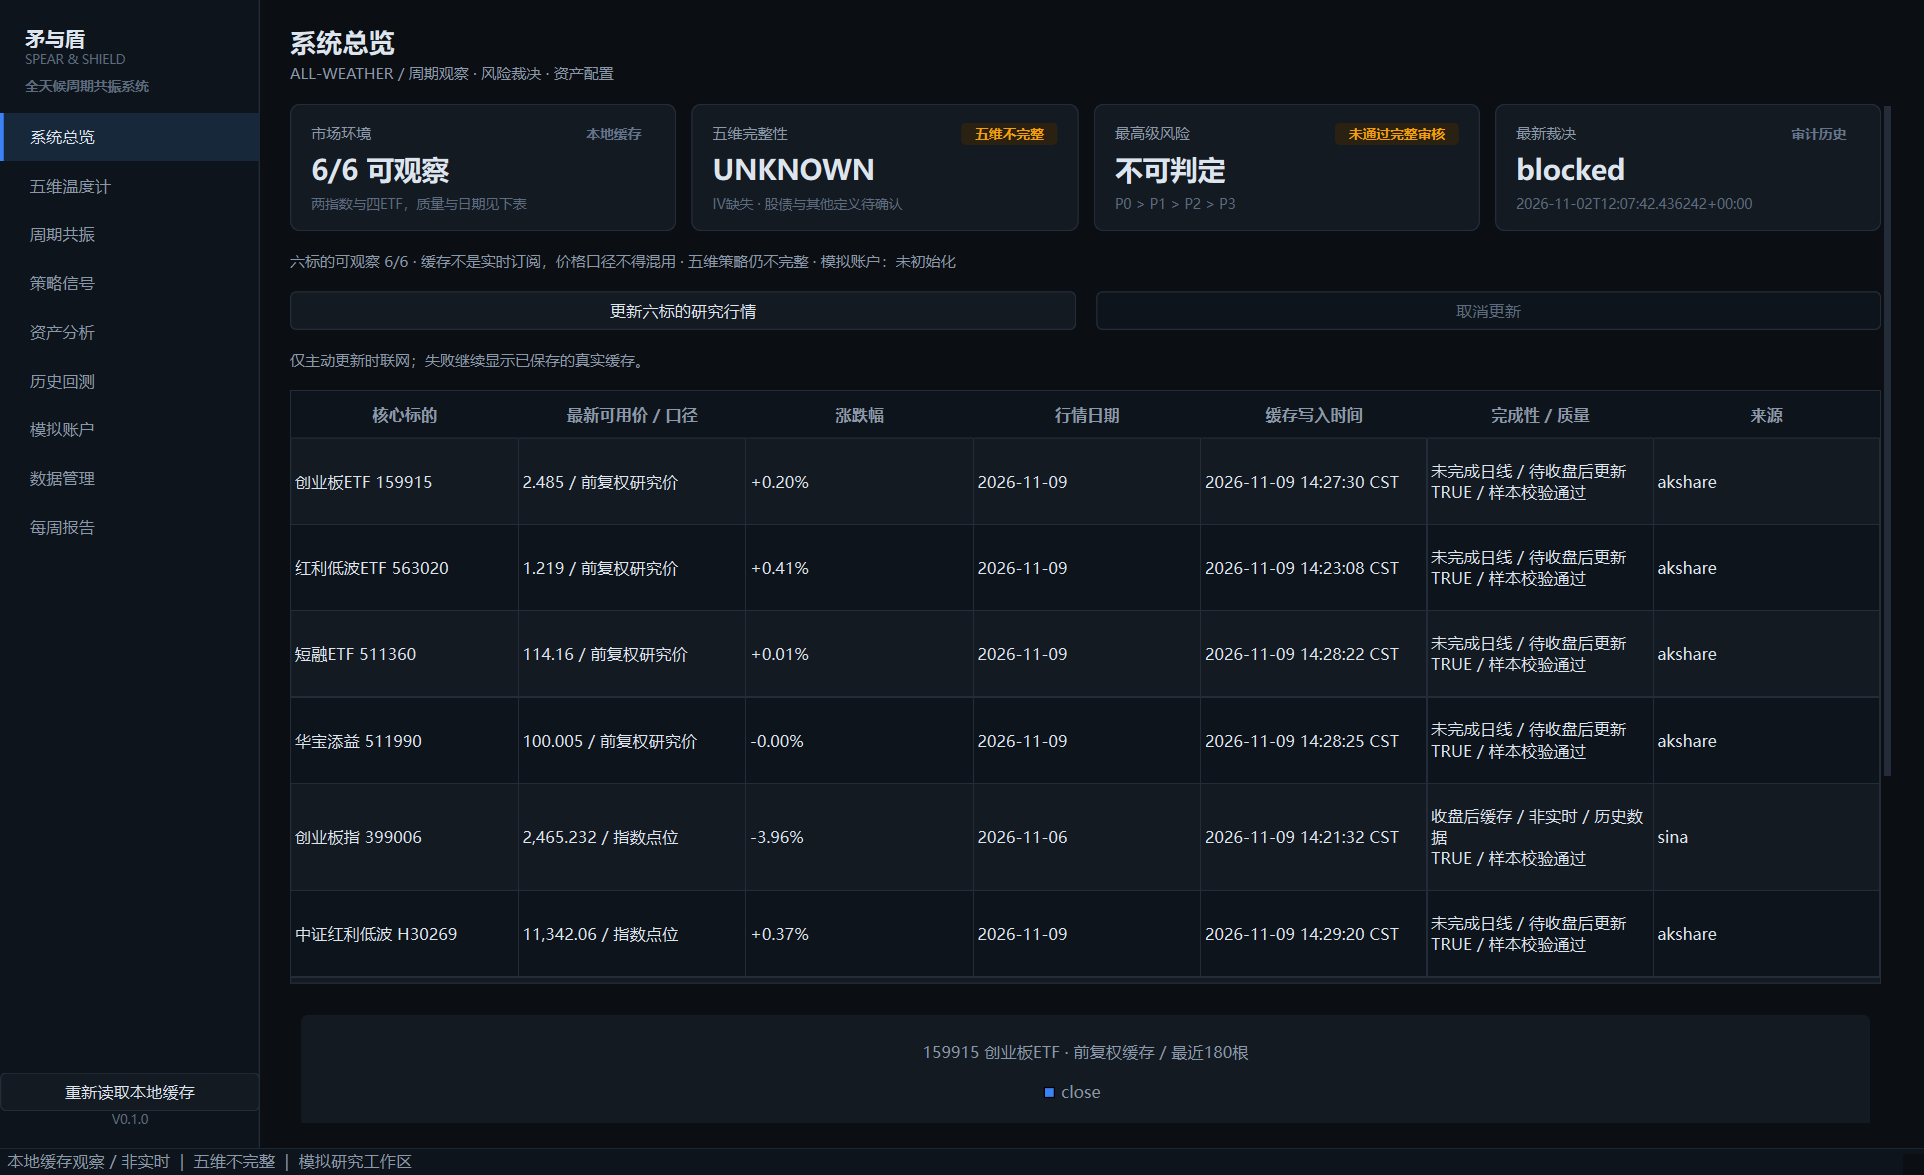 矛与盾
SPEAR & SHIELD
全天候周期共振系统
系统总览
五维温度计
周期共振
策略信号
资产分析
历史回测
模拟账户
数据管理
每周报告
重新读取本地缓存
V0.1.0
系统总览
ALL-WEATHER / 周期观察 · 风险裁决 · 资产配置
市场环境 本地缓存
6/6 可观察
两指数与四ETF，质量与日期见下表
五维完整性 五维不完整
UNKNOWN
IV缺失 · 股债与其他定义待确认
最高级风险 未通过完整审核
不可判定
P0 > P1 > P2 > P3
最新裁决 审计历史
blocked
2026-11-02T12:07:42.436242+00:00
六标的可观察 6/6 · 缓存不是实时订阅，价格口径不得混用 · 五维策略仍不完整 · 模拟账户：未初始化
更新六标的研究行情 取消更新
仅主动更新时联网；失败继续显示已保存的真实缓存。
核心标的 最新可用价 / 口径 涨跌幅 行情日期 缓存写入时间 完成性 / 质量 来源
创业板ETF 159915 2.485 / 前复权研究价 +0.20% 2026-11-09 2026-11-09 14:27:30 CST 未完成日线 / 待收盘后更新 TRUE / 样本校验通过 akshare
红利低波ETF 563020 1.219 / 前复权研究价 +0.41% 2026-11-09 2026-11-09 14:23:08 CST 未完成日线 / 待收盘后更新 TRUE / 样本校验通过 akshare
短融ETF 511360 114.16 / 前复权研究价 +0.01% 2026-11-09 2026-11-09 14:28:22 CST 未完成日线 / 待收盘后更新 TRUE / 样本校验通过 akshare
华宝添益 511990 100.005 / 前复权研究价 -0.00% 2026-11-09 2026-11-09 14:28:25 CST 未完成日线 / 待收盘后更新 TRUE / 样本校验通过 akshare
创业板指 399006 2,465.232 / 指数点位 -3.96% 2026-11-06 2026-11-09 14:21:32 CST 收盘后缓存 / 非实时 / 历史数据 TRUE / 样本校验通过 sina
中证红利低波 H30269 11,342.06 / 指数点位 +0.37% 2026-11-09 2026-11-09 14:29:20 CST 未完成日线 / 待收盘后更新 TRUE / 样本校验通过 akshare
159915 创业板ETF · 前复权缓存 / 最近180根
close
本地缓存观察 / 非实时 | 五维不完整 | 模拟研究工作区